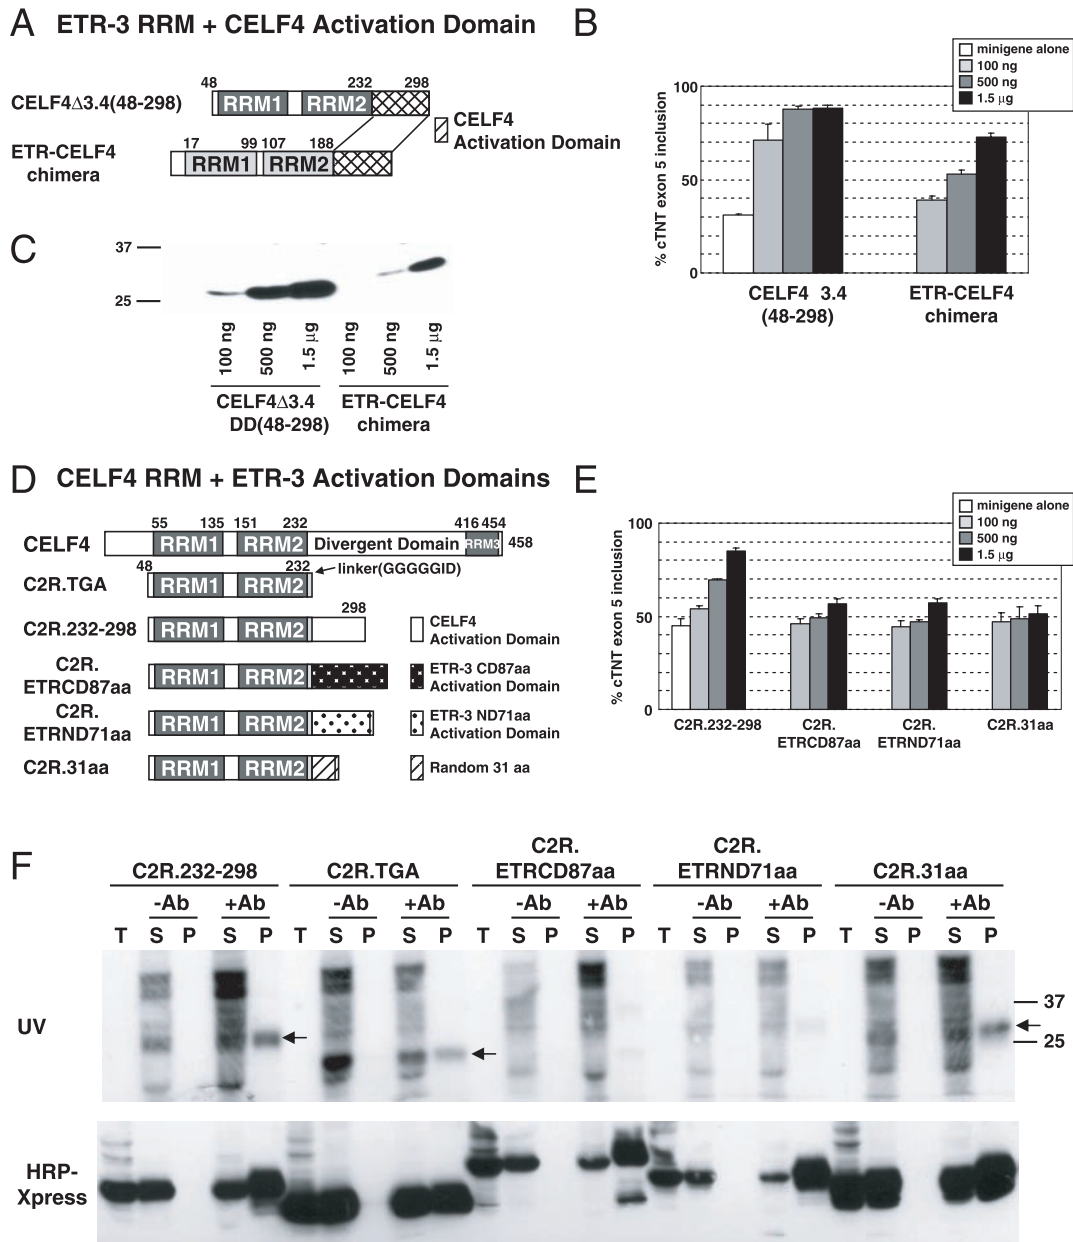 A ETR-3 RRM + CELF4 Activation Domain
48 232 298
CELF4Δ3.4(48-298) RRM1 RRM2
CELF4
Activation Domain
17 99 107 188
ETR-CELF4
chimera
RRM1 RRM2
B
minigene alone
100 ng
500 ng
1.5 µg
% cTNT exon 5 inclusion
100
50
0
CELF4 3.4
(48-298)
ETR-CELF4
chimera
C
37
25
100 ng 500 ng 1.5 µg 100 ng 500 ng 1.5 µg
CELF4Δ3.4
DD(48-298)
ETR-CELF4
chimera
D CELF4 RRM + ETR-3 Activation Domains
55 135 151 232 416 454
CELF4 RRM1 RRM2 Divergent Domain RRM3 458
48 232 linker(GGGGGID)
C2R.TGA RRM1 RRM2
298
C2R.232-298 RRM1 RRM2
CELF4
Activation Domain
C2R.
ETRCD87aa
RRM1 RRM2
ETR-3 CD87aa
Activation Domain
C2R.
ETRND71aa
RRM1 RRM2
ETR-3 ND71aa
Activation Domain
C2R.31aa RRM1 RRM2 Random 31 aa
E
minigene alone
100 ng
500 ng
1.5 µg
% cTNT exon 5 inclusion
100
50
0
C2R.232-298
C2R.
ETRCD87aa
C2R.
ETRND71aa
C2R.31aa
F
C2R.232-298 C2R.TGA
C2R.
ETRCD87aa
C2R.
ETRND71aa
C2R.31aa
-Ab +Ab -Ab +Ab -Ab +Ab -Ab +Ab -Ab +Ab
T S P S P T S P S P T S P S P T S P S P T S P S P
UV
37
25
HRP-
Xpress